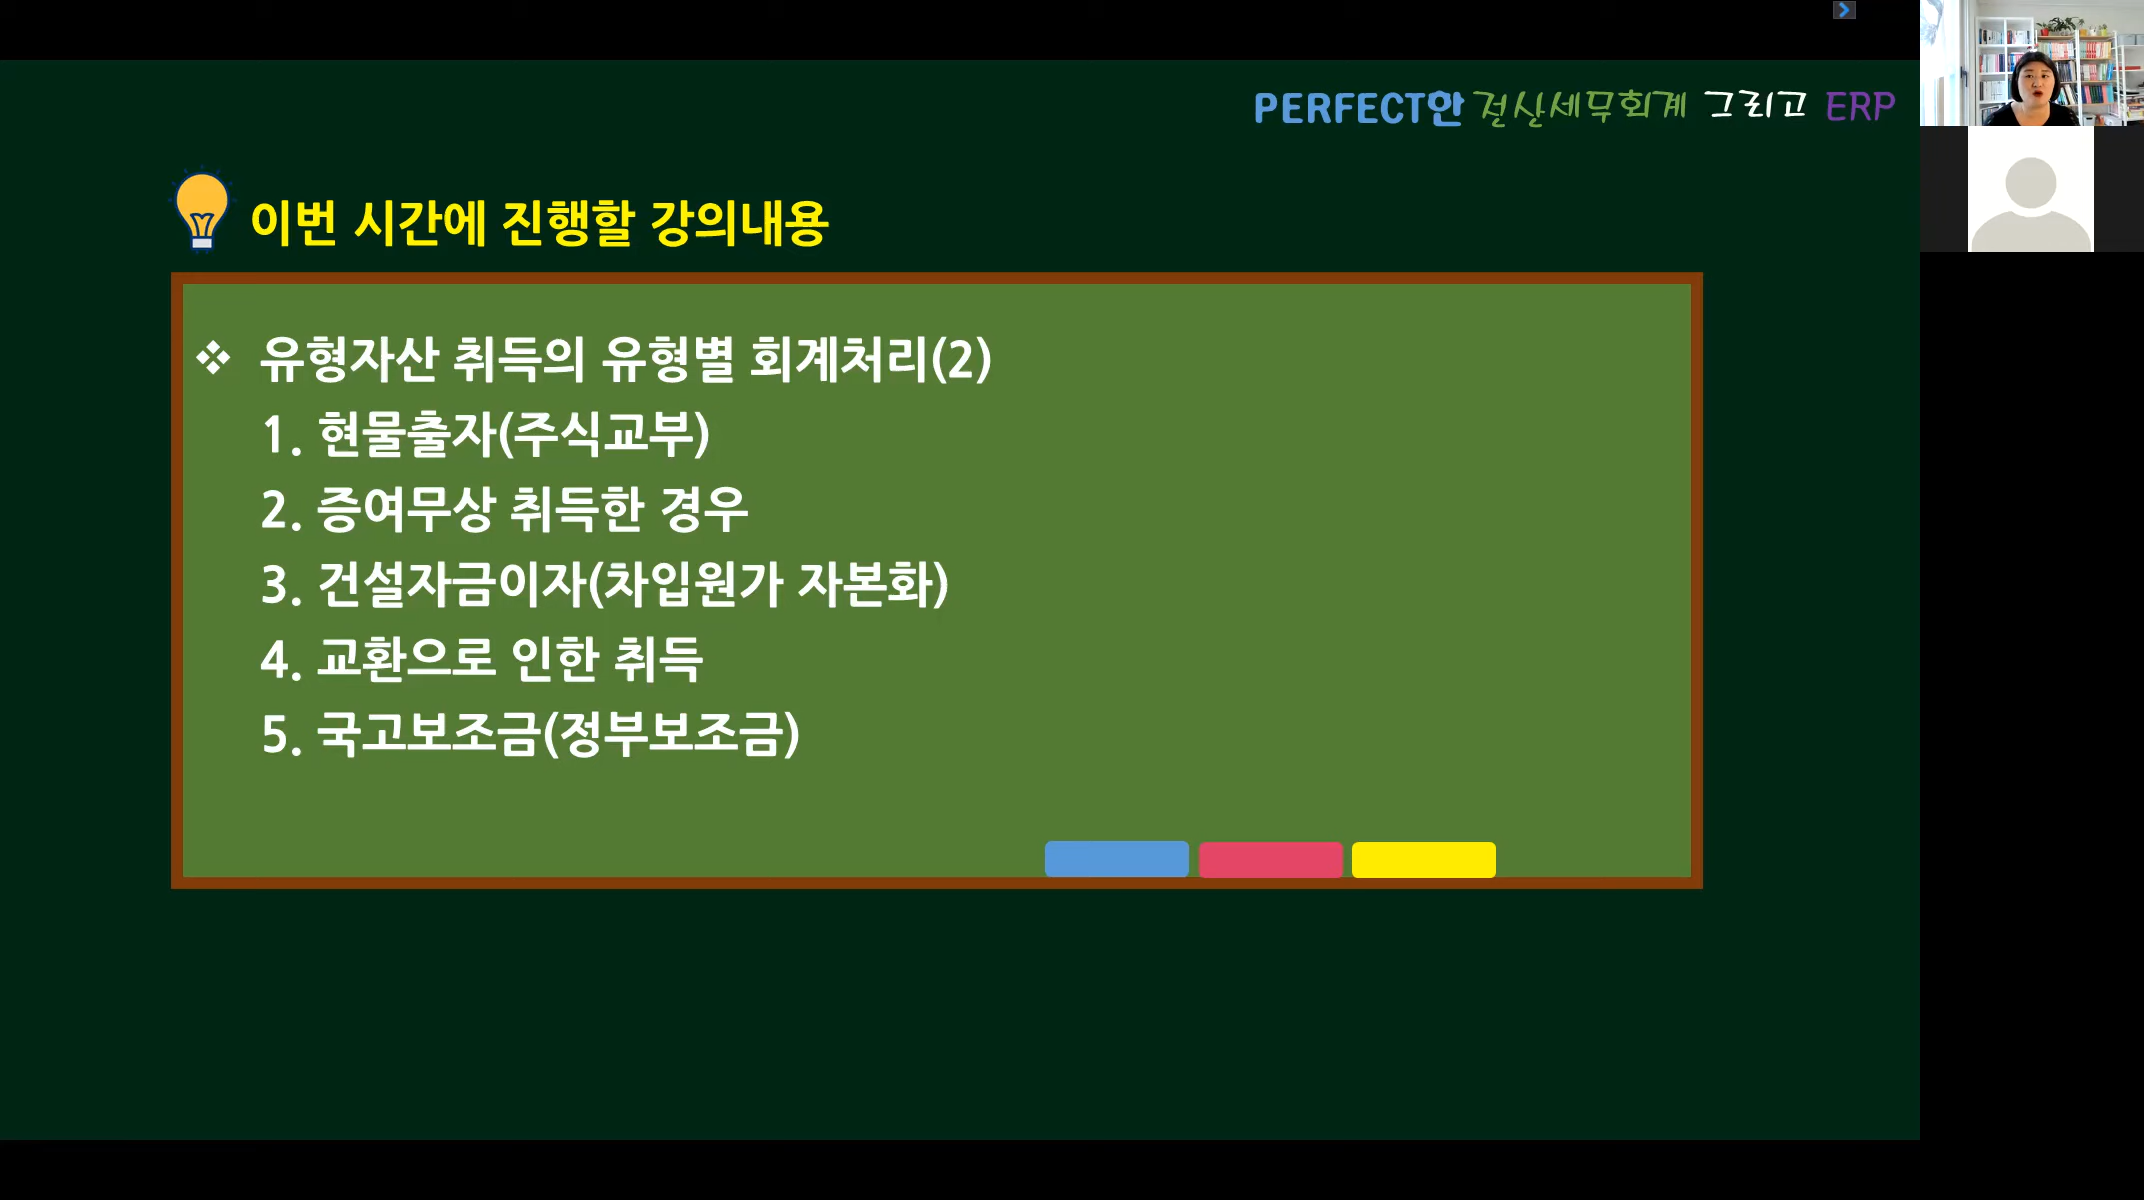 PERFECT한 전산세무회계 그리고 ERP
이번 시간에 진행할 강의내용
❖ 유형자산 취득의 유형별 회계처리(2)
1. 현물출자(주식교부)
2. 증여무상 취득한 경우
3. 건설자금이자(차입원가 자본화)
4. 교환으로 인한 취득
5. 국고보조금(정부보조금)